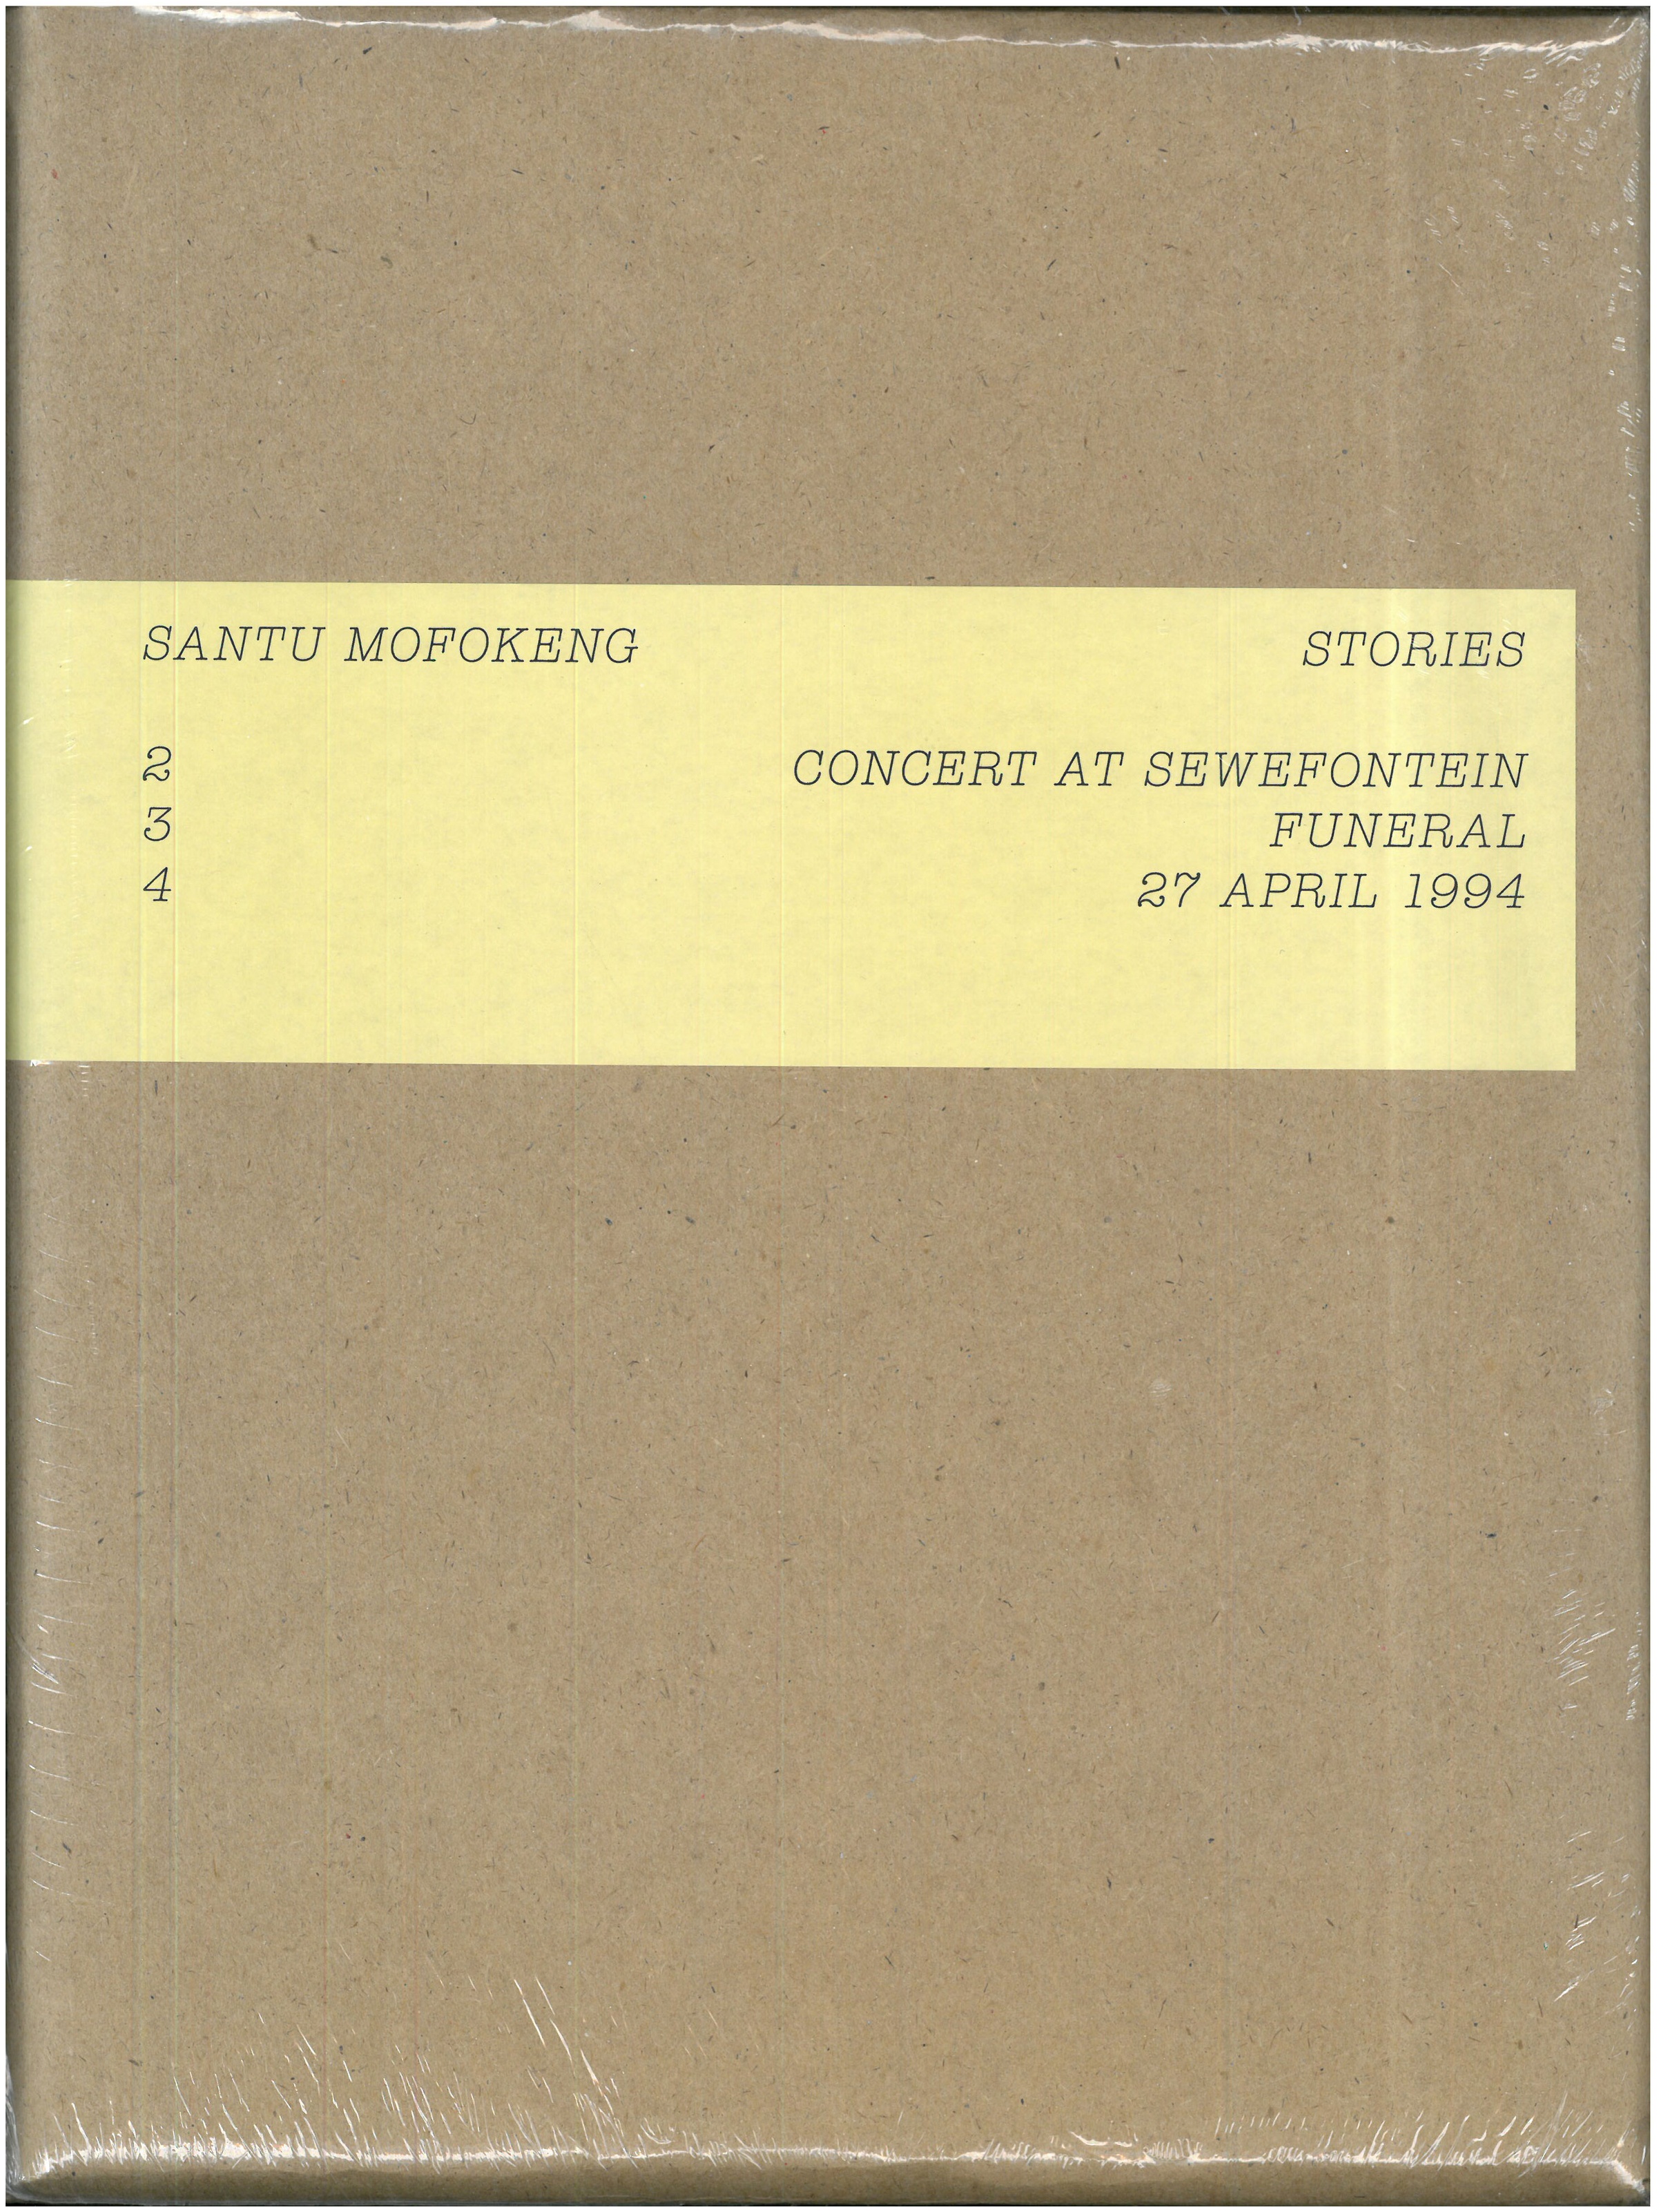 SANTU MOFOKENG STORIES
2 CONCERT AT SEWEFONTEIN
3 FUNERAL
4 27 APRIL 1994